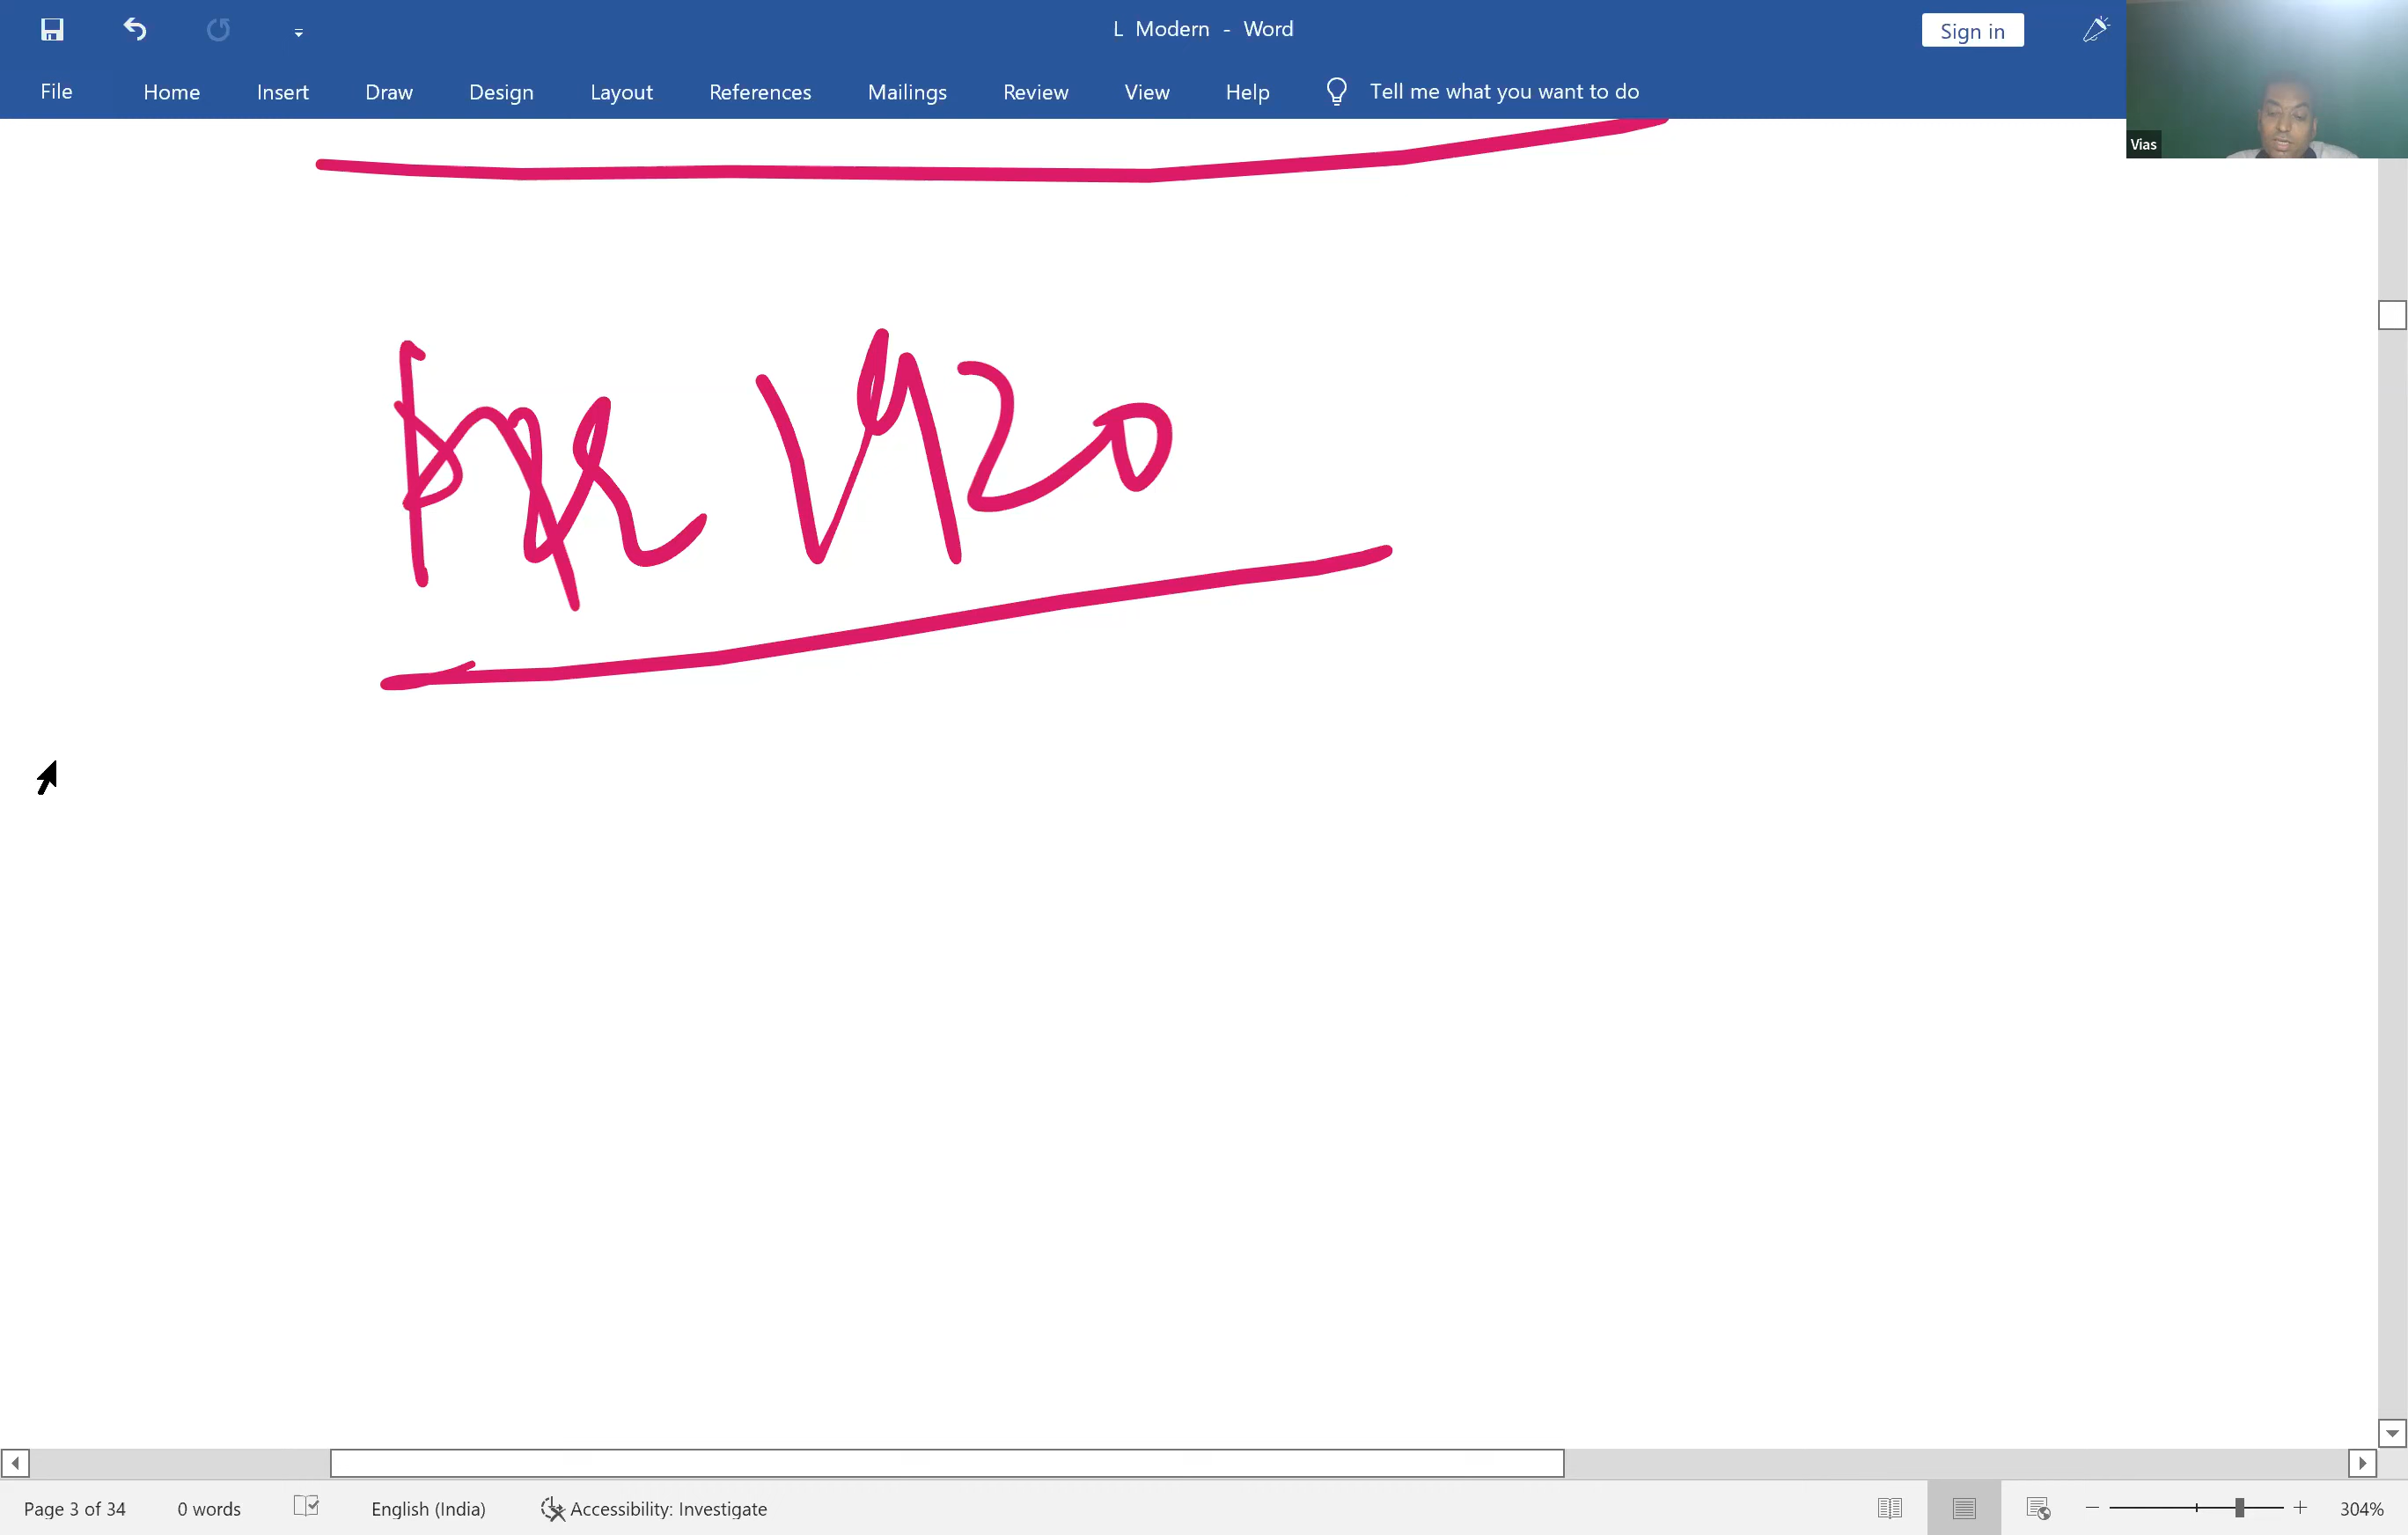 L Modern - Word
Sign in
File Home Insert Draw Design Layout References Mailings Review View Help Tell me what you want to do
Vias
1920
Page 3 of 34 0 words English (India) Accessibility: Investigate 304%